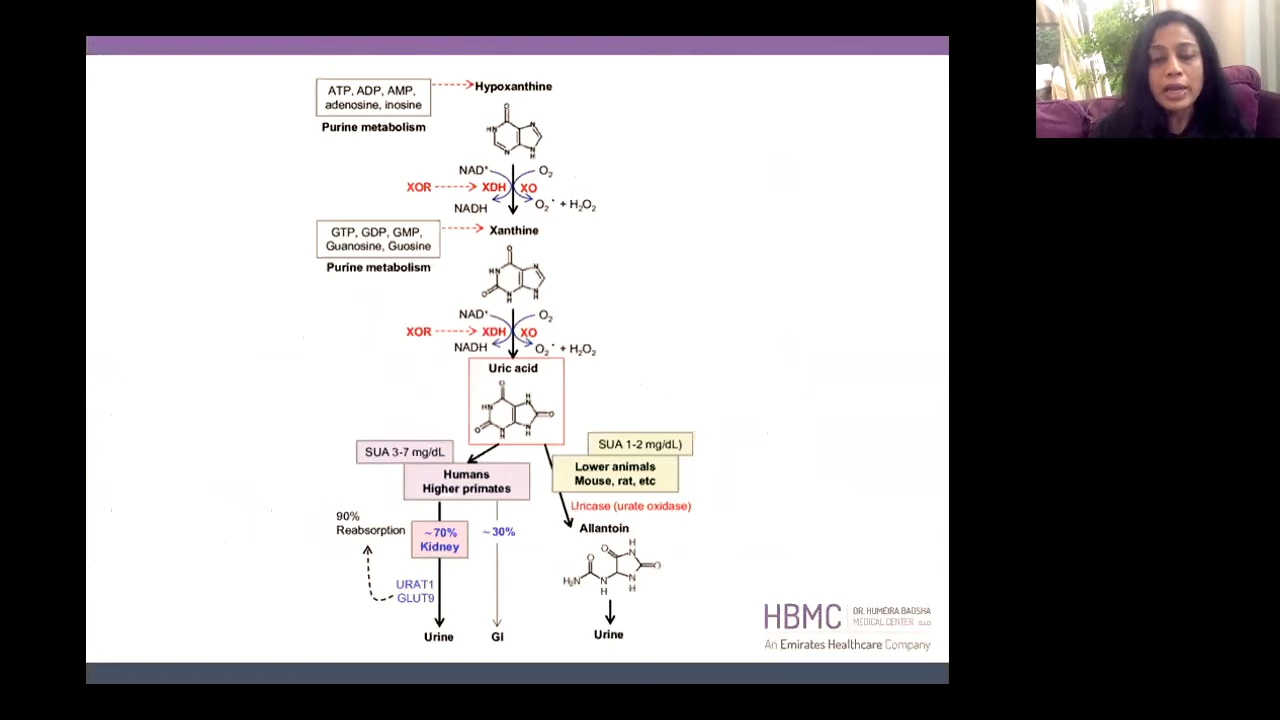 ATP, ADP, AMP,
adenosine, inosine
Purine metabolism
Hypoxanthine
O
HN
N
N
N
H
NAD+
O2
XOR
XDH
XO
NADH
O2•- + H2O2
GTP, GDP, GMP,
Guanosine, Guosine
Purine metabolism
Xanthine
O
HN
N
O
N
H
N
H
NAD+
O2
XOR
XDH
XO
NADH
O2•- + H2O2
Uric acid
O
HN
H
N
O
O
N
H
N
H
SUA 3-7 mg/dL
SUA 1-2 mg/dL)
Humans
Higher primates
Lower animals
Mouse, rat, etc
Uricase (urate oxidase)
90%
Reabsorption
~70%
Kidney
~30%
Allantoin
O
H
N
O
O
H2N
N
H
N
H
URAT1
GLUT9
Urine
GI
Urine
HBMC
DR. HUMEIRA BADSHA
MEDICAL CENTER LLC
An Emirates Healthcare Company